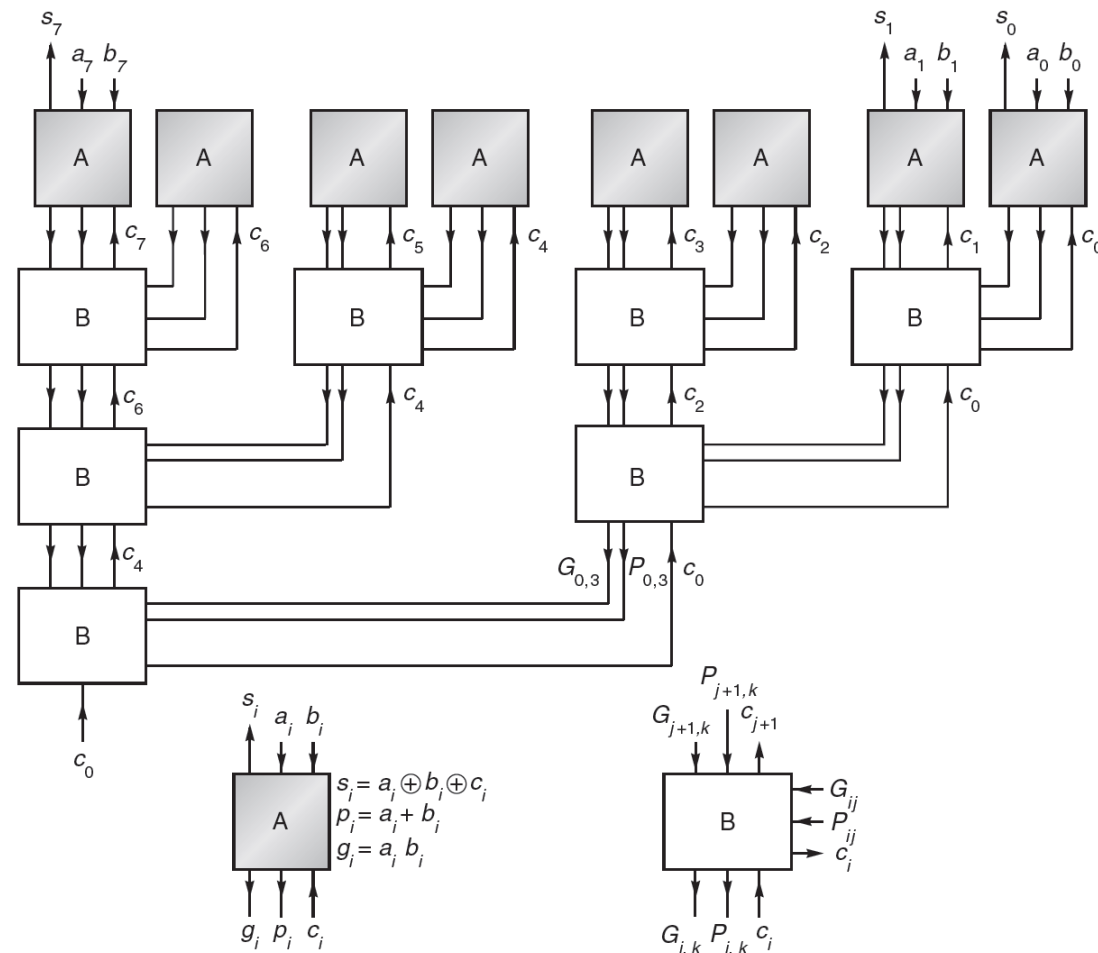 s7 s1 s0
a7 b7 a1 b1 a0 b0
A A A A A A A A
c7 c6 c5 c4 c3 c2 c1 c0
B B B B
c6 c4 c2 c0
B B
c4 G0,3 P0,3 c0
B
c0
si ai bi
A
si = ai ⊕ bi ⊕ ci
pi = ai + bi
gi = ai bi
gi pi ci
Pj+1,k
Gj+1,k cj+1
B
Gij
Pij
ci
Gi,k Pi,k ci